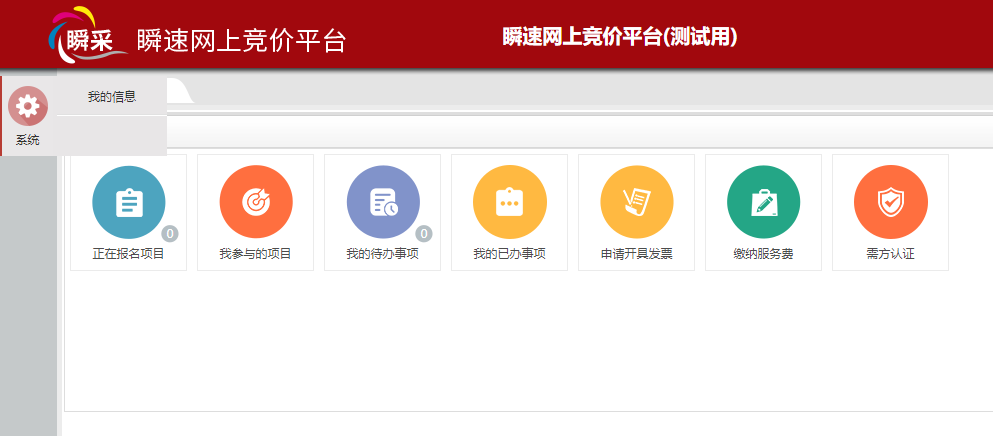 瞬采
瞬速网上竞价平台
瞬速网上竞价平台(测试用)
系统
我的信息
0
正在报名项目
我参与的项目
0
我的待办事项
我的已办事项
申请开具发票
缴纳服务费
需方认证